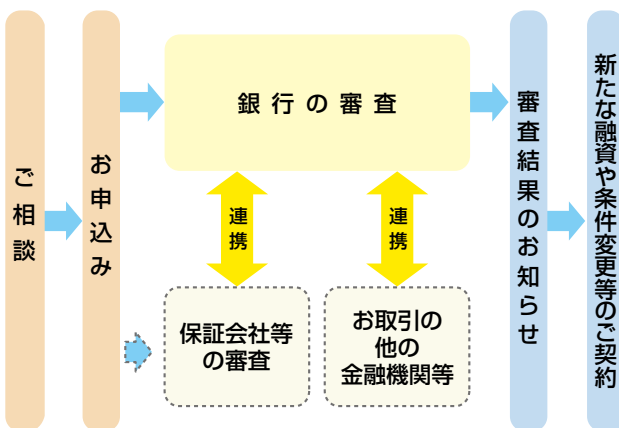 ご相談
お申込み
銀行の審査
連携
連携
保証会社等
の審査
お取引の
他の
金融機関等
審査結果のお知らせ
新たな融資や条件変更等のご契約